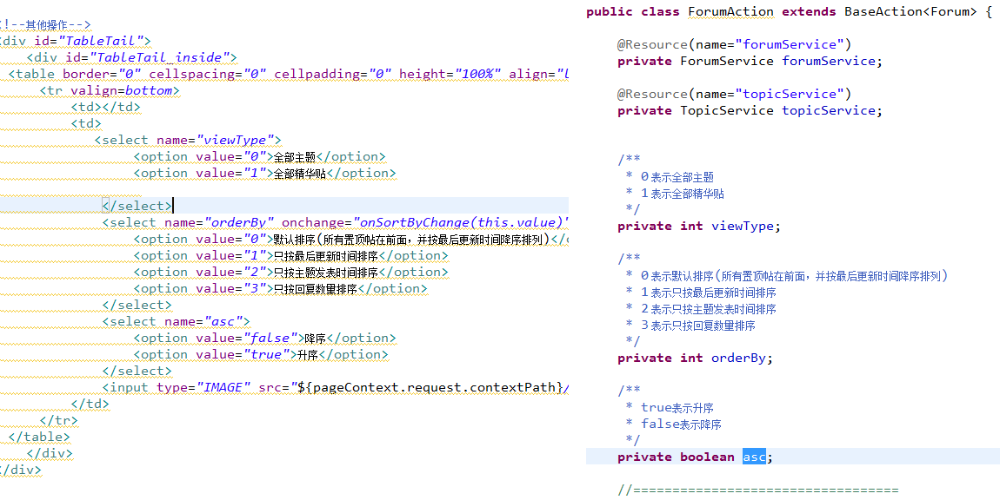 <!--其他操作-->
<div id="TableTail">
<div id="TableTail_inside">
<table border="0" cellspacing="0" cellpadding="0" height="100%" align="l
<tr valign=bottom>
<td></td>
<td>
<select name="viewType">
<option value="0">全部主题</option>
<option value="1">全部精华贴</option>
</select>
<select name="orderBy" onchange="onSortByChange(this.value)"
<option value="0">默认排序(所有置顶帖在前面，并按最后更新时间降序排列)</o
<option value="1">只按最后更新时间排序</option>
<option value="2">只按主题发表时间排序</option>
<option value="3">只按回复数量排序</option>
</select>
<select name="asc">
<option value="false">降序</option>
<option value="true">升序</option>
</select>
<input type="IMAGE" src="${pageContext.request.contextPath}/
</td>
</tr>
</table>
</div>
</div>
public class ForumAction extends BaseAction<Forum> {
@Resource(name="forumService")
private ForumService forumService;
@Resource(name="topicService")
private TopicService topicService;
/**
* 0表示全部主题
* 1表示全部精华贴
*/
private int viewType;
/**
* 0表示默认排序(所有置顶帖在前面，并按最后更新时间降序排列)
* 1表示只按最后更新时间排序
* 2表示只按主题发表时间排序
* 3表示只按回复数量排序
*/
private int orderBy;
/**
* true表示升序
* false表示降序
*/
private boolean asc;
//==================================